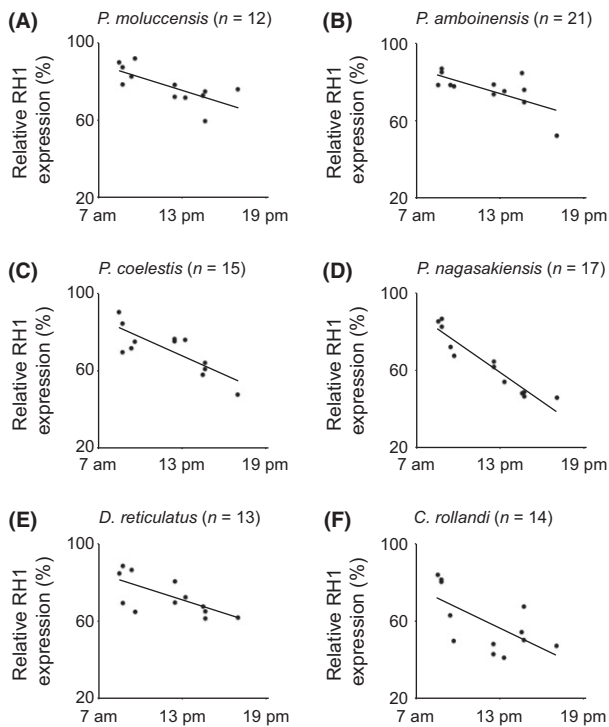 (A) P. moluccensis (n = 12)
Relative RH1
expression (%)
100
60
20
7 am 13 pm 19 pm
(B) P. amboinensis (n = 21)
Relative RH1
expression (%)
100
60
20
7 am 13 pm 19 pm
(C) P. coelestis (n = 15)
Relative RH1
expression (%)
100
60
20
7 am 13 pm 19 pm
(D) P. nagasakiensis (n = 17)
Relative RH1
expression (%)
100
60
20
7 am 13 pm 19 pm
(E) D. reticulatus (n = 13)
Relative RH1
expression (%)
100
60
20
7 am 13 pm 19 pm
(F) C. rollandi (n = 14)
Relative RH1
expression (%)
100
60
20
7 am 13 pm 19 pm